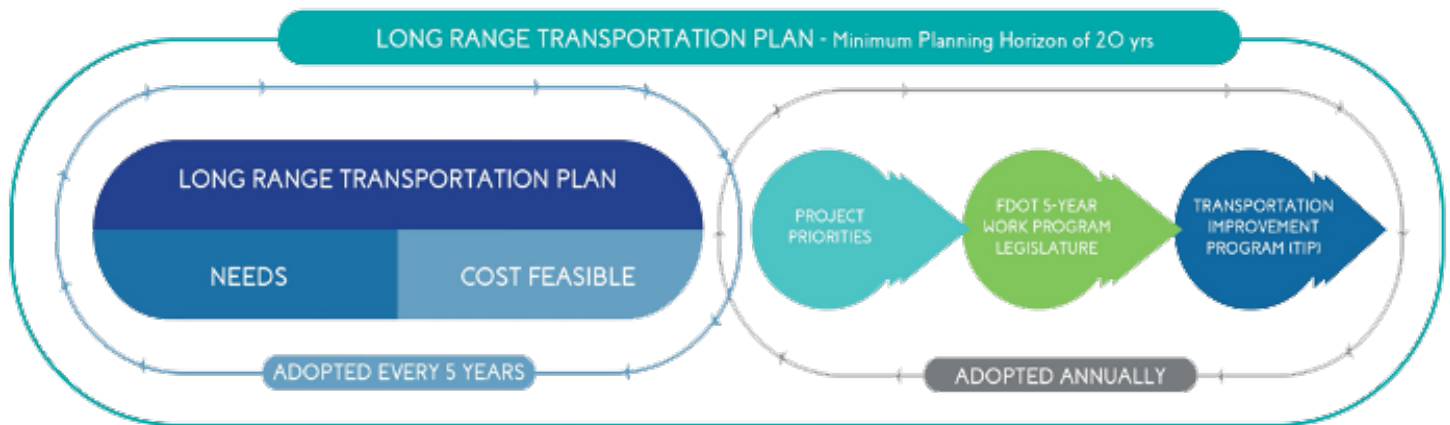 LONG RANGE TRANSPORTATION PLAN - Minimum Planning Horizon of 20 yrs
LONG RANGE TRANSPORTATION PLAN
NEEDS
COST FEASIBLE
ADOPTED EVERY 5 YEARS
PROJECT
PRIORITIES
FDOT 5-YEAR
WORK PROGRAM
LEGISLATURE
TRANSPORTATION
IMPROVEMENT
PROGRAM (TIP)
ADOPTED ANNUALLY